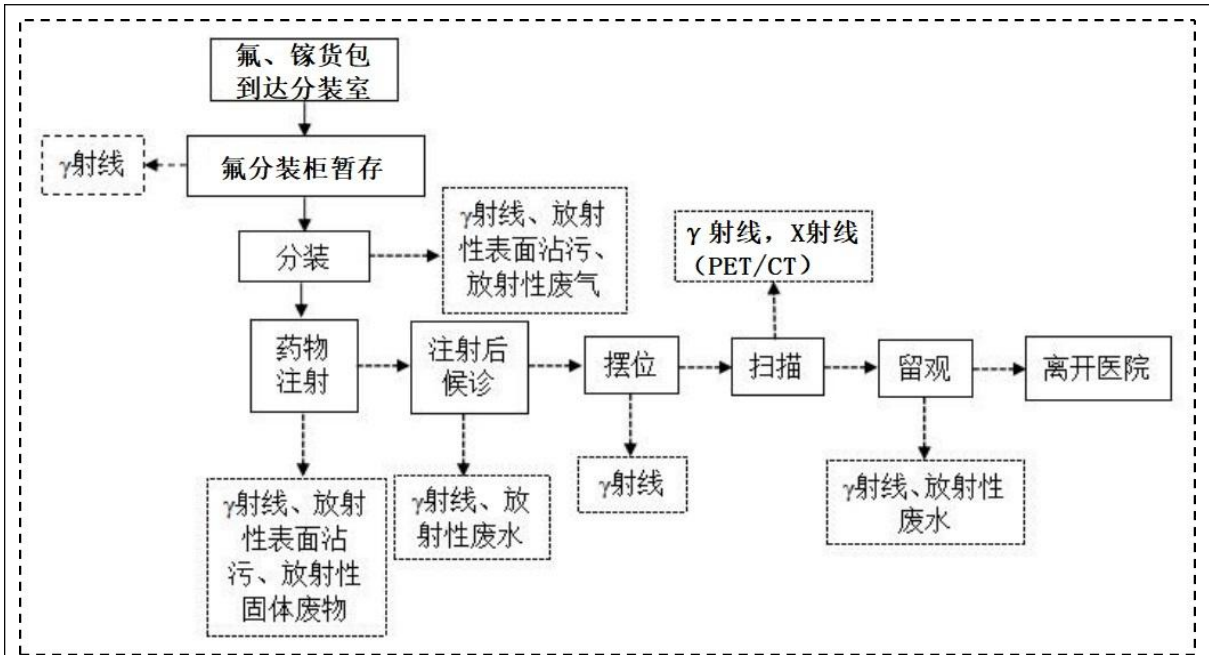 氟、镓货包
到达分装室
γ射线
氟分装柜暂存
分装
γ射线、放射
性表面沾污、
放射性废气
γ 射线，X射线
（PET/CT）
药物
注射
注射后
候诊
摆位
扫描
留观
离开医院
γ射线、放射
性表面沾
污、放射性
固体废物
γ射线、放
射性废水
γ射线
γ射线、放射性
废水